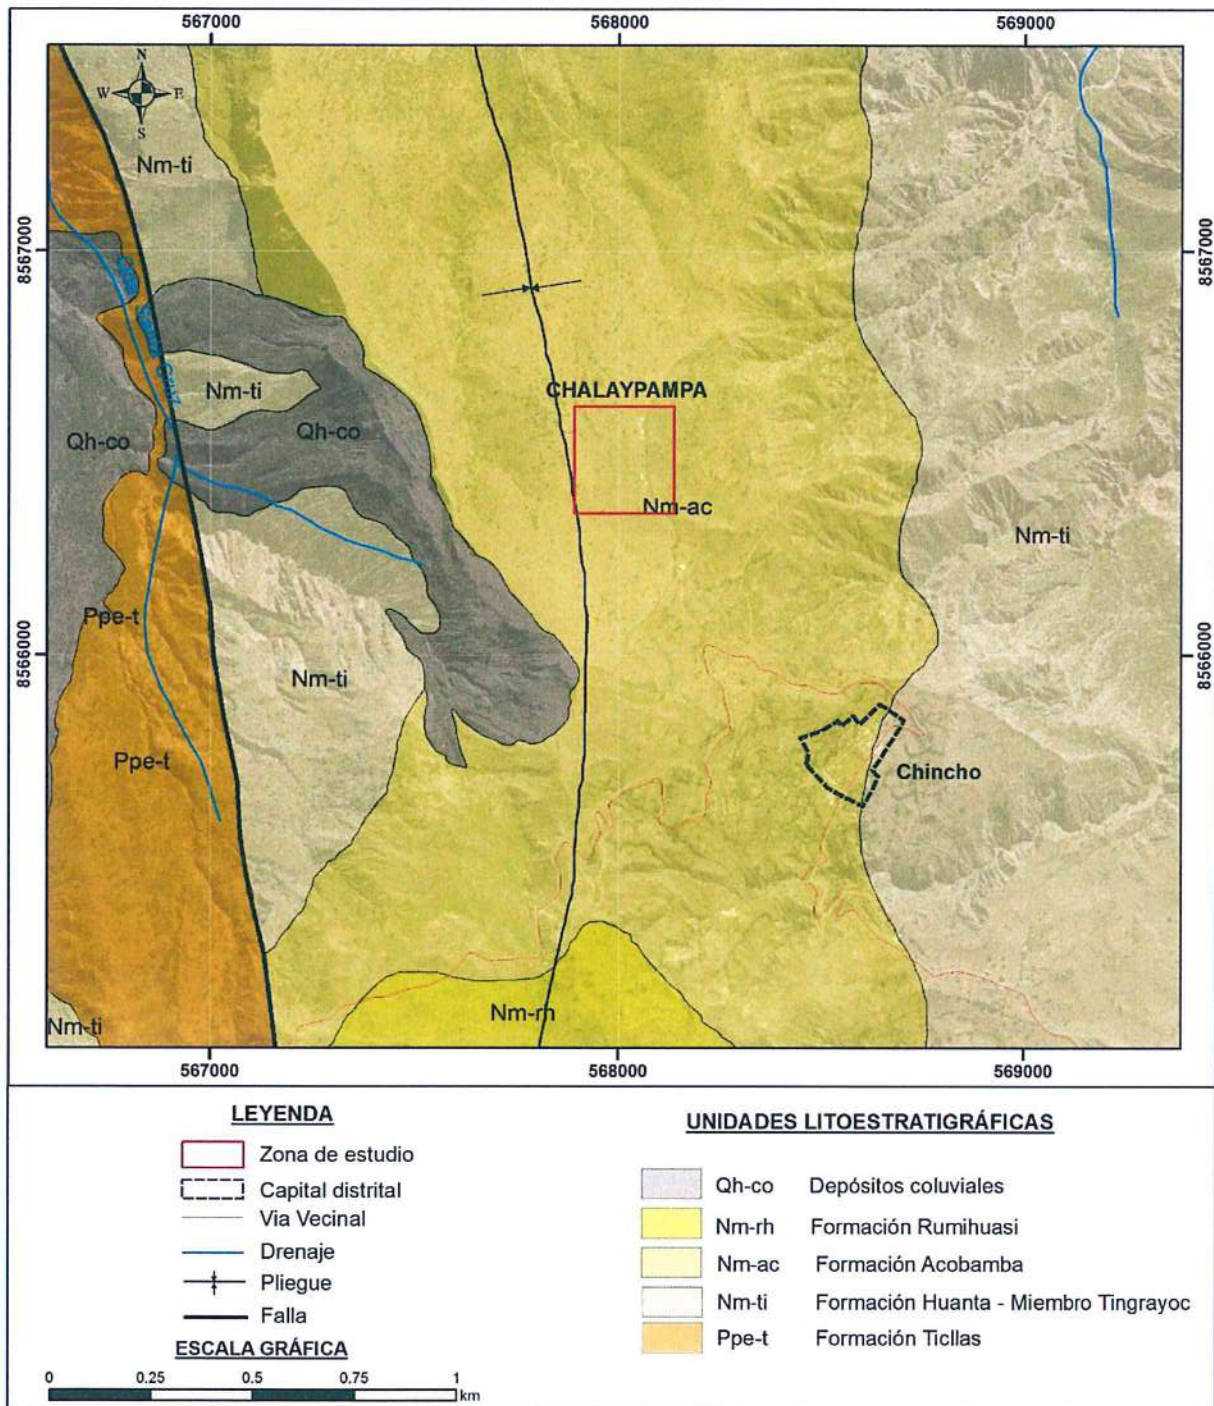 567000
568000
569000
N
W
E
S
Nm-ti
8567000
8567000
Nm-ti
CHALAYPAMPA
Qh-co
Qh-co
Nm-ac
Nm-ti
Ppe-t
8566000
8566000
Nm-ti
Ppe-t
Chincho
Nm-rh
Nm-ti
567000
568000
569000
LEYENDA
Zona de estudio
Capital distrital
Via Vecinal
Drenaje
Pliegue
Falla
ESCALA GRÁFICA
0
0.25
0.5
0.75
1
km
UNIDADES LITOESTRATIGRÁFICAS
Qh-co Depósitos coluviales
Nm-rh Formación Rumihuasi
Nm-ac Formación Acobamba
Nm-ti Formación Huanta - Miembro Tingrayoc
Ppe-t Formación Ticllas